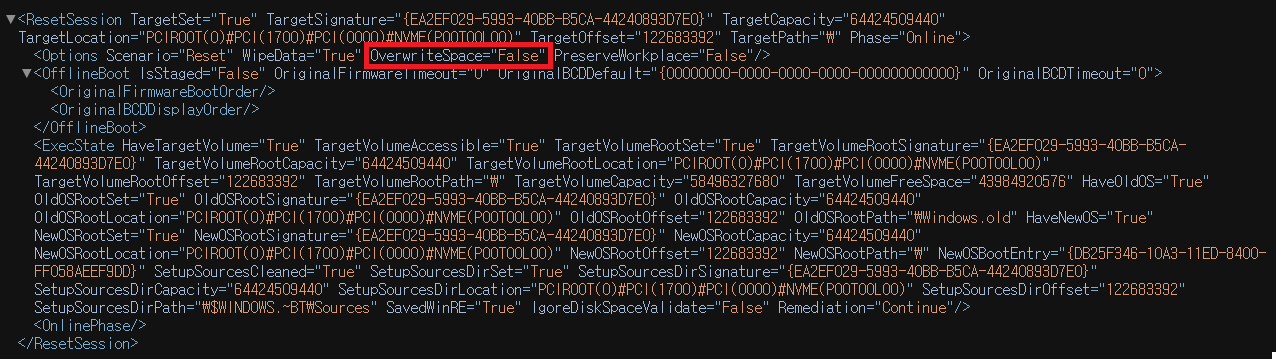 ▼<ResetSession TargetSet="True" TargetSignature="{EA2EF029-5993-40BB-B5CA-44240893D7E0}" TargetCapacity="64424509440"
TargetLocation="PCIROOT(0)#PCI(1700)#PCI(0000)#NVME(P00T00L00)" TargetOffset="122683392" TargetPath="₩" Phase="Online">
<Options Scenario="Reset" WipeData="True" OverwriteSpace="False" PreserveWorkplace="False"/>
▼<OfflineBoot IsStaged="False" OriginalFirmwareTimeout="0" OriginalBCDDefault="{00000000-0000-0000-0000-000000000000}" OriginalBCDTimeout="0">
<OriginalFirmwareBootOrder/>
<OriginalBCDDisplayOrder/>
</OfflineBoot>
<ExecState HaveTargetVolume="True" TargetVolumeAccessible="True" TargetVolumeRootSet="True" TargetVolumeRootSignature="{EA2EF029-5993-40BB-B5CA-
44240893D7E0}" TargetVolumeRootCapacity="64424509440" TargetVolumeRootLocation="PCIROOT(0)#PCI(1700)#PCI(0000)#NVME(P00T00L00)"
TargetVolumeRootOffset="122683392" TargetVolumeRootPath="₩" TargetVolumeCapacity="58496327680" TargetVolumeFreeSpace="43984920576" HaveOldOS="True"
OldOSRootSet="True" OldOSRootSignature="{EA2EF029-5993-40BB-B5CA-44240893D7E0}" OldOSRootCapacity="64424509440"
OldOSRootLocation="PCIROOT(0)#PCI(1700)#PCI(0000)#NVME(P00T00L00)" OldOSRootOffset="122683392" OldOSRootPath="₩Windows.old" HaveNewOS="True"
NewOSRootSet="True" NewOSRootSignature="{EA2EF029-5993-40BB-B5CA-44240893D7E0}" NewOSRootCapacity="64424509440"
NewOSRootLocation="PCIROOT(0)#PCI(1700)#PCI(0000)#NVME(P00T00L00)" NewOSRootOffset="122683392" NewOSRootPath="₩" NewOSBootEntry="{DB25F346-10A3-11ED-8400-
FF058AEEF9DD}" SetupSourcesCleaned="True" SetupSourcesDirSet="True" SetupSourcesDirSignature="{EA2EF029-5993-40BB-B5CA-44240893D7E0}"
SetupSourcesDirCapacity="64424509440" SetupSourcesDirLocation="PCIROOT(0)#PCI(1700)#PCI(0000)#NVME(P00T00L00)" SetupSourcesDirOffset="122683392"
SetupSourcesDirPath="₩$WINDOWS.~BT₩Sources" SavedWinRE="True" IgoreDiskSpaceValidate="False" Remediation="Continue"/>
<OnlinePhase/>
</ResetSession>